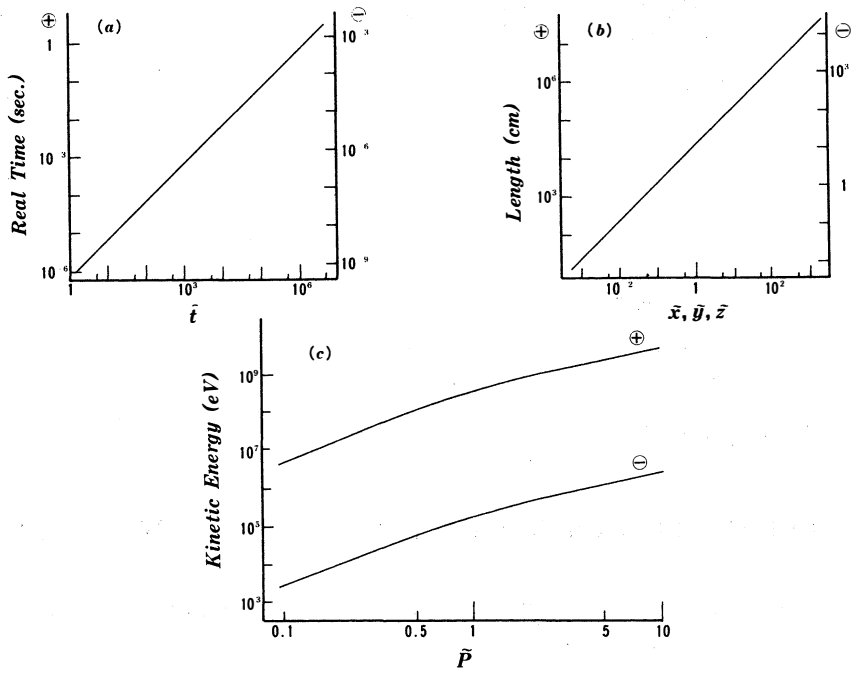 ⊕ (a) ⊖
Real Time (sec.)
1
10⁻³
10⁻⁶
10⁻³
10⁻⁶
10⁻⁹
1 10³ 10⁶
t̂
⊕ (b) ⊖
Length (cm)
10⁶
10³
10³
1
10⁻² 1 10²
x̃, ỹ, z̃
(c)
Kinetic Energy (eV)
10⁹
10⁷
10⁵
10³
⊕
⊖
0.1 0.5 1 5 10
P̃